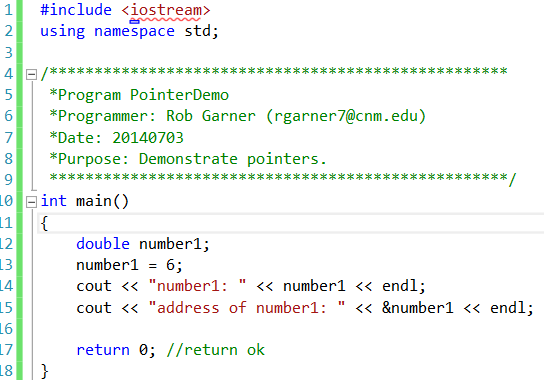 1 #include <iostream>
2 using namespace std;
3
4 /***************************************************
5 *Program PointerDemo
6 *Programmer: Rob Garner (rgarner7@cnm.edu)
7 *Date: 20140703
8 *Purpose: Demonstrate pointers.
9 ***************************************************/
10 int main()
11 {
12 double number1;
13 number1 = 6;
14 cout << "number1: " << number1 << endl;
15 cout << "address of number1: " << &number1 << endl;
16
17 return 0; //return ok
18 }